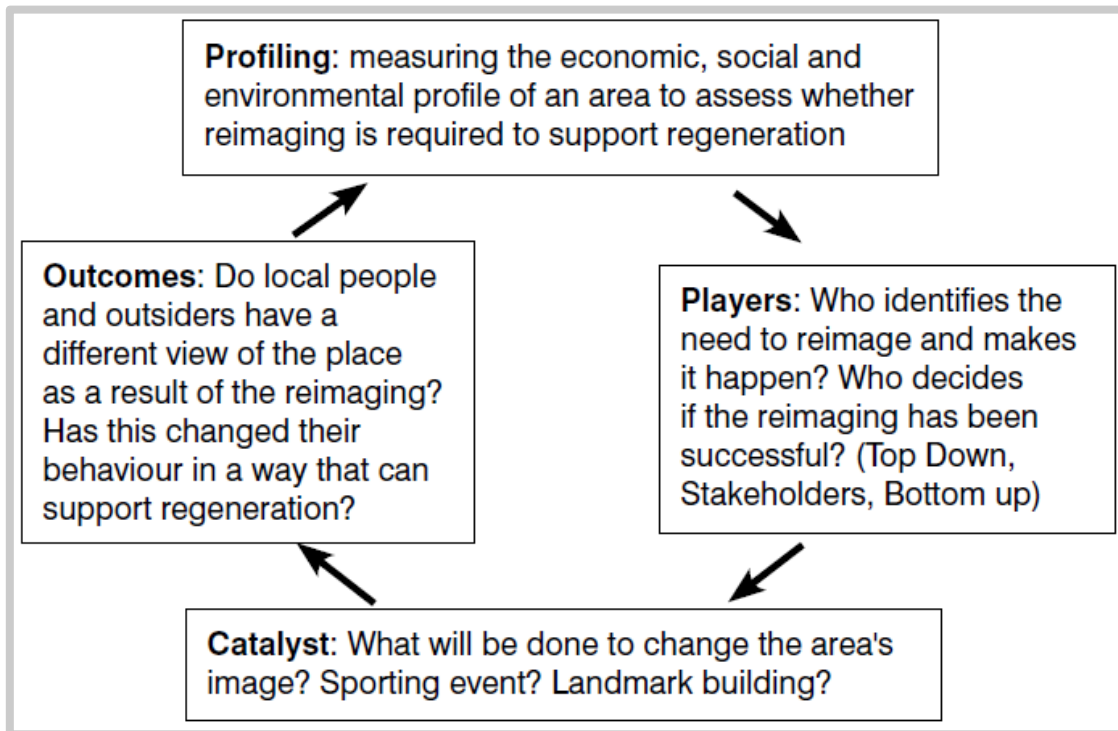 Profiling: measuring the economic, social and
environmental profile of an area to assess whether
reimaging is required to support regeneration
Players: Who identifies the
need to reimage and makes
it happen? Who decides
if the reimaging has been
successful? (Top Down,
Stakeholders, Bottom up)
Catalyst: What will be done to change the area's
image? Sporting event? Landmark building?
Outcomes: Do local people
and outsiders have a
different view of the place
as a result of the reimaging?
Has this changed their
behaviour in a way that can
support regeneration?